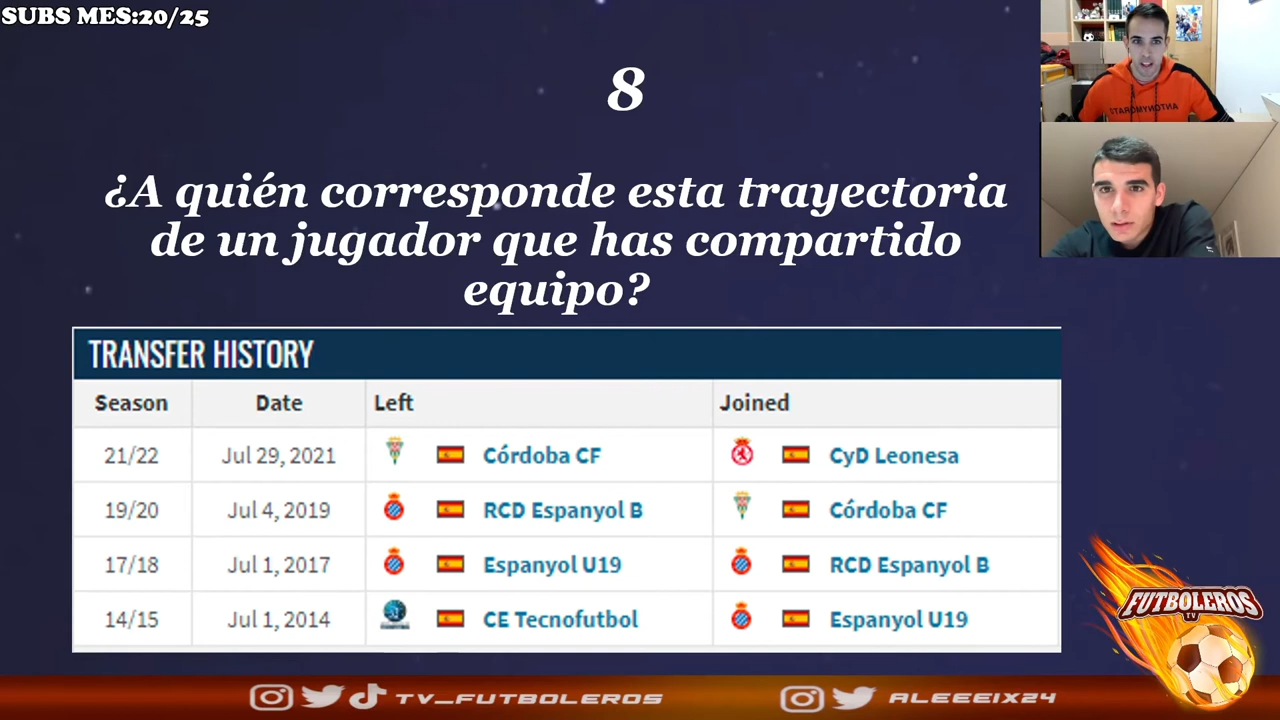 SUBS MES:20/25
8
¿A quién corresponde esta trayectoria
de un jugador que has compartido
equipo?
TRANSFER HISTORY
Season Date Left Joined
21/22 Jul 29, 2021 Córdoba CF CyD Leonesa
19/20 Jul 4, 2019 RCD Espanyol B Córdoba CF
17/18 Jul 1, 2017 Espanyol U19 RCD Espanyol B
14/15 Jul 1, 2014 CE Tecnofutbol Espanyol U19
FUTBOLEROS
TV
TV_FUTBOLEROS
ALEEEIX24